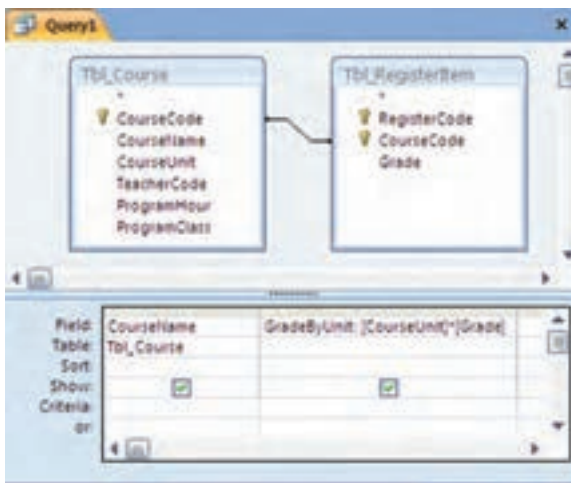 Query1
Tbl_Course
*
CourseCode
CourseName
CourseUnit
TeacherCode
ProgramHour
ProgramClass
Tbl_RegisterItem
*
RegisterCode
CourseCode
Grade
Field: CourseName GradeByUnit: [CourseUnit]*[Grade]
Table: Tbl_Course
Sort:
Show:
Criteria:
or: